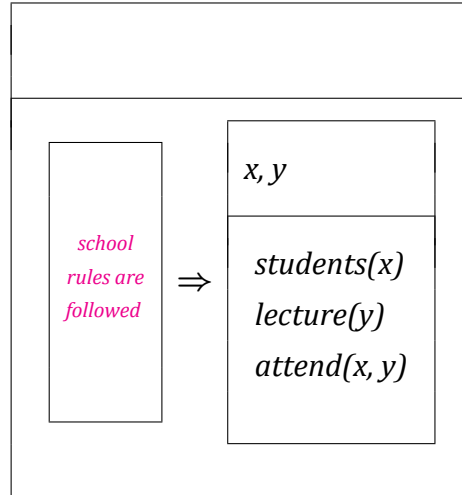 x, y
school
rules are
followed
⇒
students(x)
lecture(y)
attend(x, y)